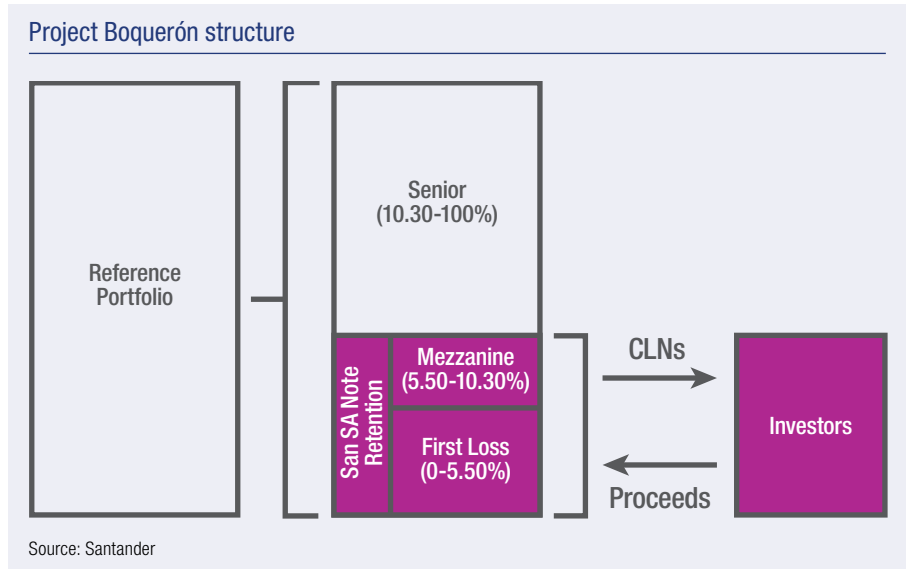 Project Boquerón structure
Reference
Portfolio
Senior
(10.30-100%)
San SA Note
Retention
Mezzanine
(5.50-10.30%)
First Loss
(0-5.50%)
CLNs
Proceeds
Investors
Source: Santander